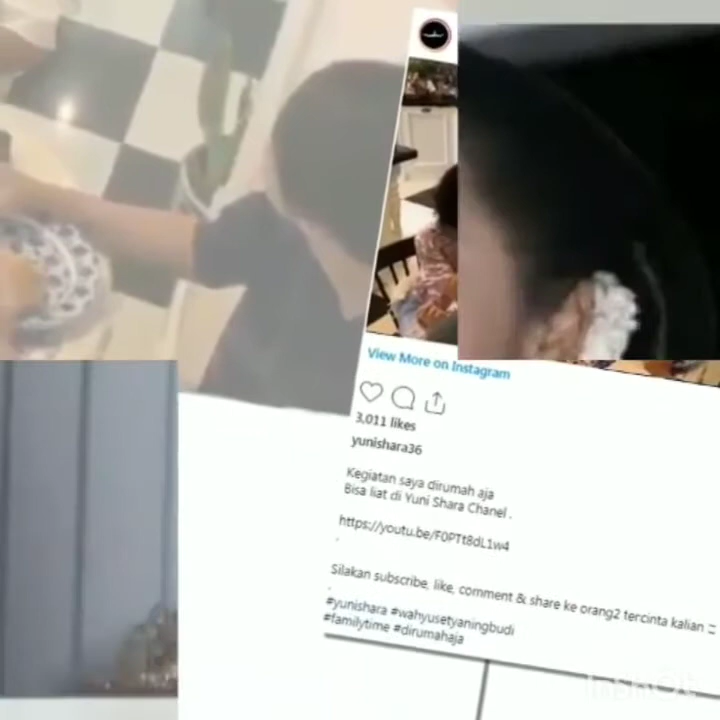 View More on Instagram
3,011 likes
yunishara36
Kegiatan saya dirumah aja
Bisa liat di Yuni Shara Chanel .
https://youtu.be/F0PTt8dL1w4
.
Silakan subscribe, like, comment & share ke orang2 tercinta kalian
.
#yunishara #wahyusetyaningbudi
#familytime #dirumahaja
InShOt